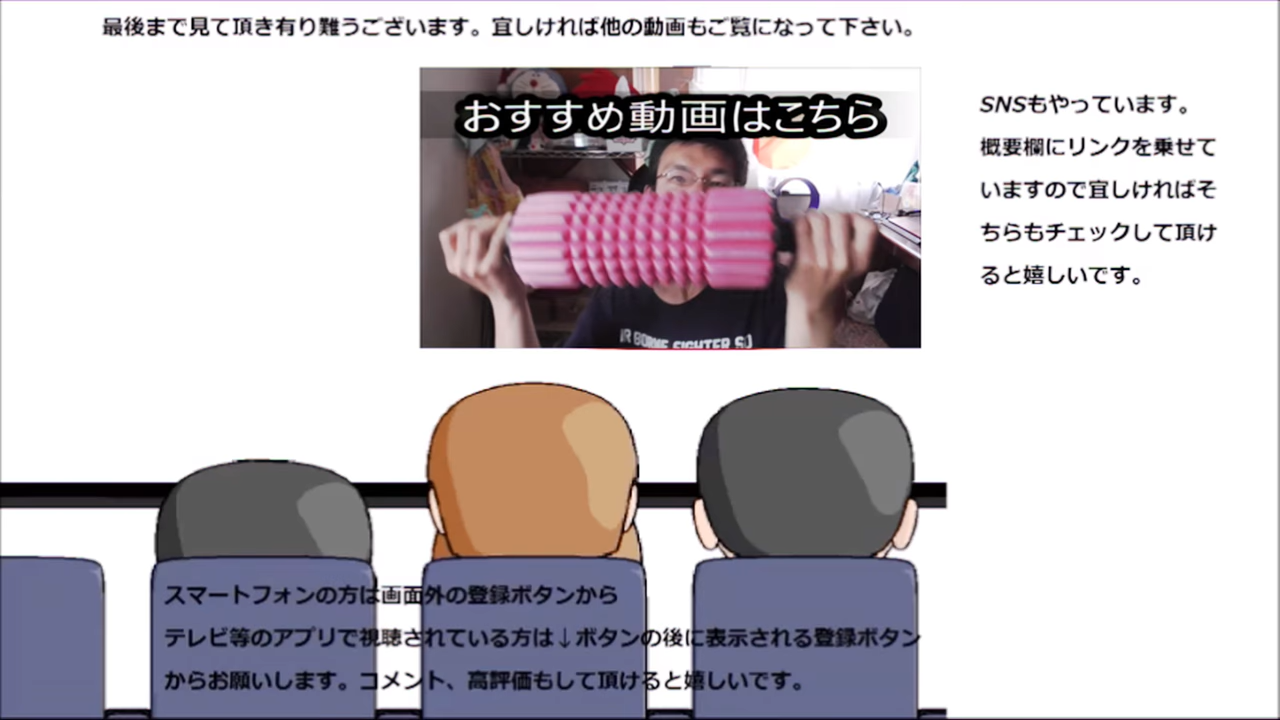 最後まで見て頂き有り難うございます。宜しければ他の動画もご覧になって下さい。
おすすめ動画はこちら
SNSもやっています。
概要欄にリンクを乗せて
いますので宜しければそ
ちらもチェックして頂け
ると嬉しいです。
スマートフォンの方は画面外の登録ボタンから
テレビ等のアプリで視聴されている方は↓ボタンの後に表示される登録ボタン
からお願いします。コメント、高評価もして頂けると嬉しいです。